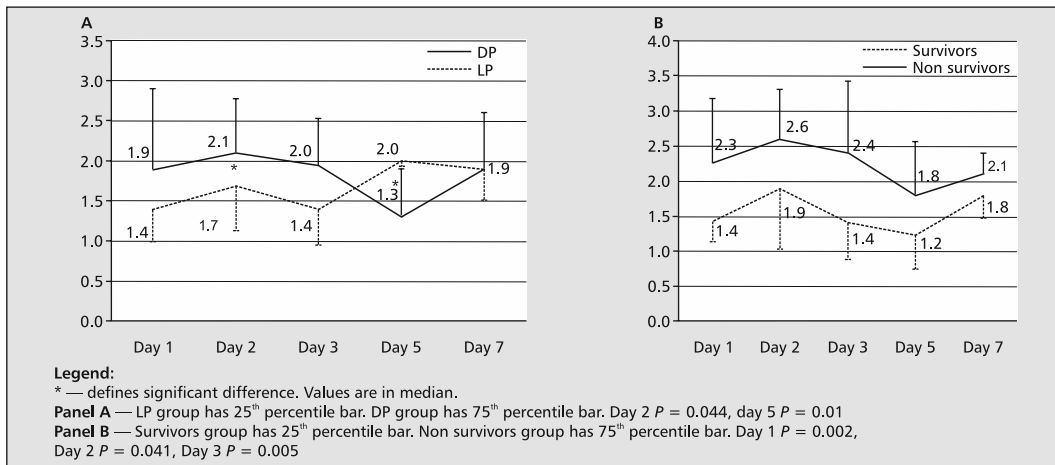 A
3.5
3.0
2.5
2.0
1.5
1.0
0.5
0.0
DP
LP
1.9
2.1
2.0
2.0
1.3
1.9
*
*
1.4
1.7
1.4
Day 1 Day 2 Day 3 Day 5 Day 7
B
4.0
3.5
3.0
2.5
2.0
1.5
1.0
0.5
0.0
Survivors
Non survivors
2.3
2.6
2.4
1.8
2.1
1.4
1.9
1.4
1.2
1.8
Day 1 Day 2 Day 3 Day 5 Day 7
Legend:
* — defines significant difference. Values are in median.
Panel A — LP group has 25th percentile bar. DP group has 75th percentile bar. Day 2 P = 0.044, day 5 P = 0.01
Panel B — Survivors group has 25th percentile bar. Non survivors group has 75th percentile bar. Day 1 P = 0.002,
Day 2 P = 0.041, Day 3 P = 0.005